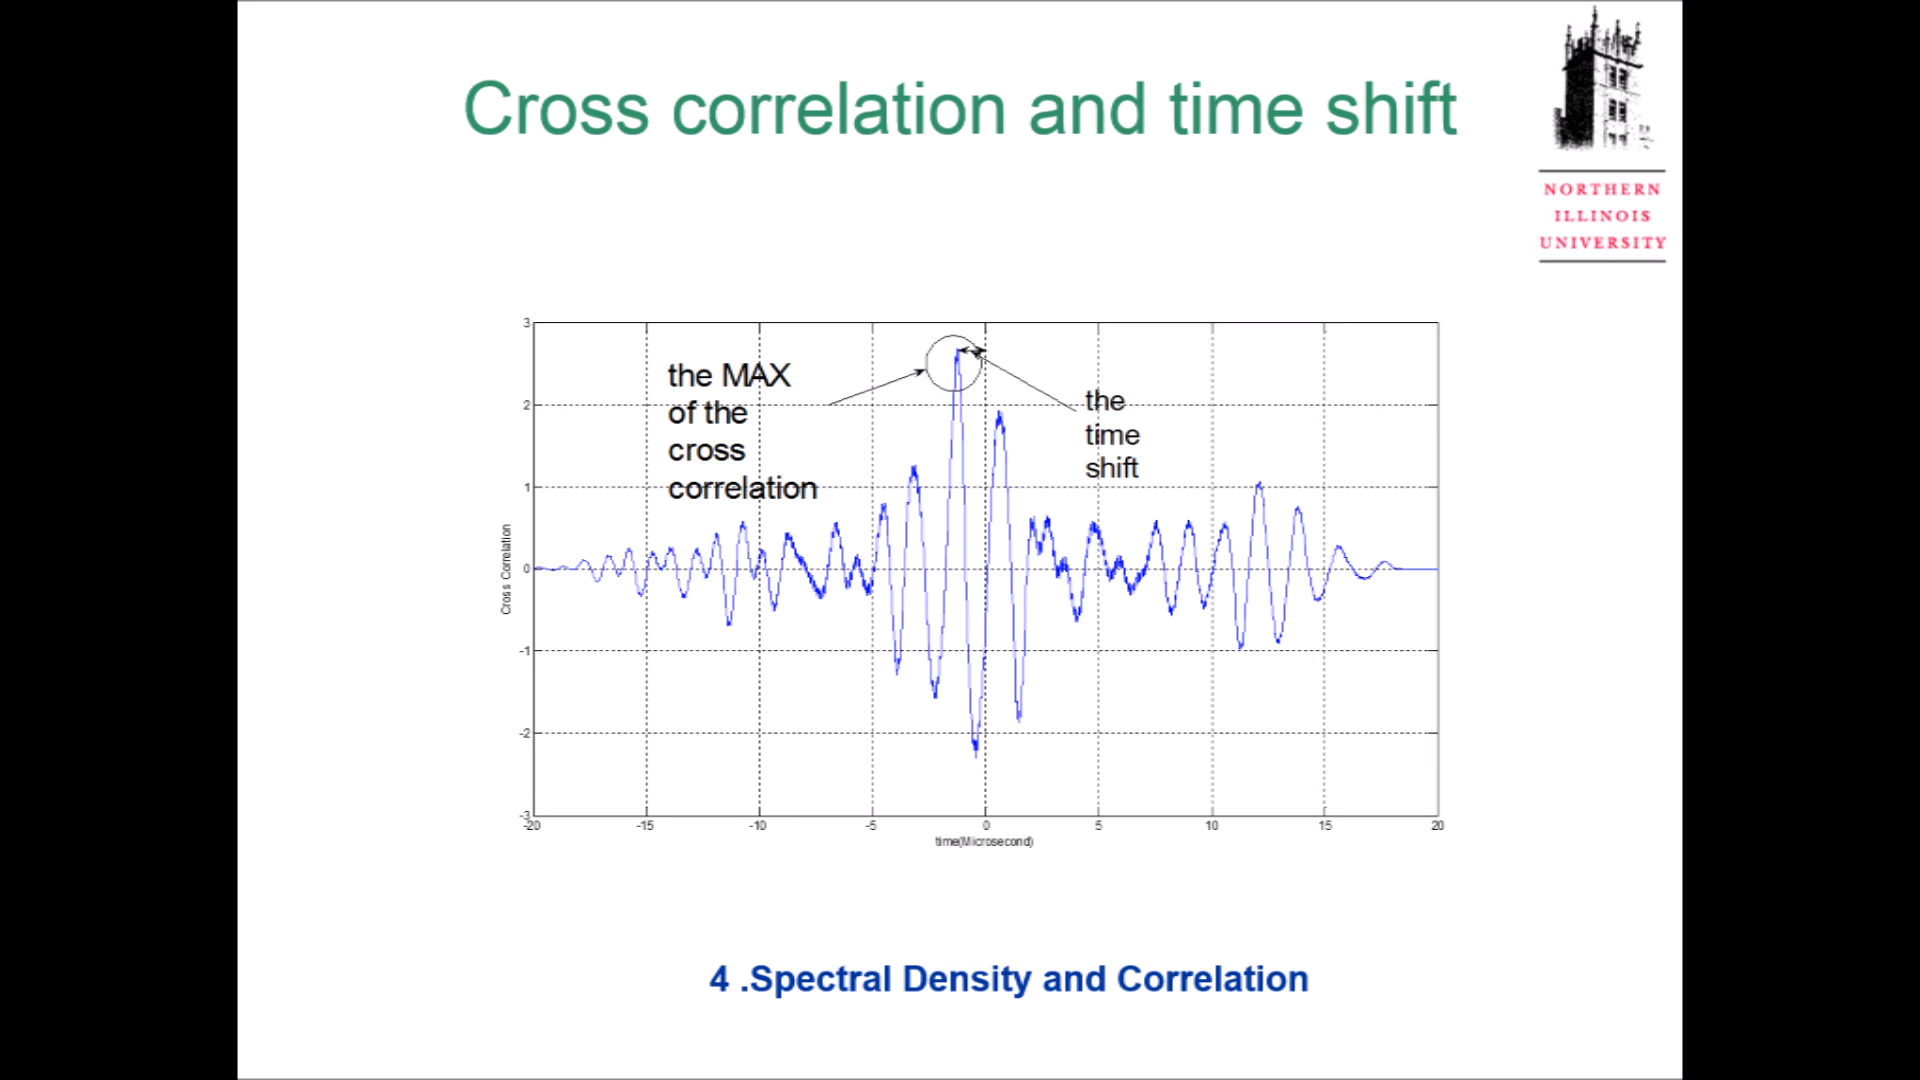 Cross correlation and time shift
NORTHERN
ILLINOIS
UNIVERSITY
3
2
1
0
-1
-2
-3
Cross Correlation
the MAX
of the
cross
correlation
the
time
shift
-20 -15 -10 -5 0 5 10 15 20
time(Microsecond)
4 .Spectral Density and Correlation